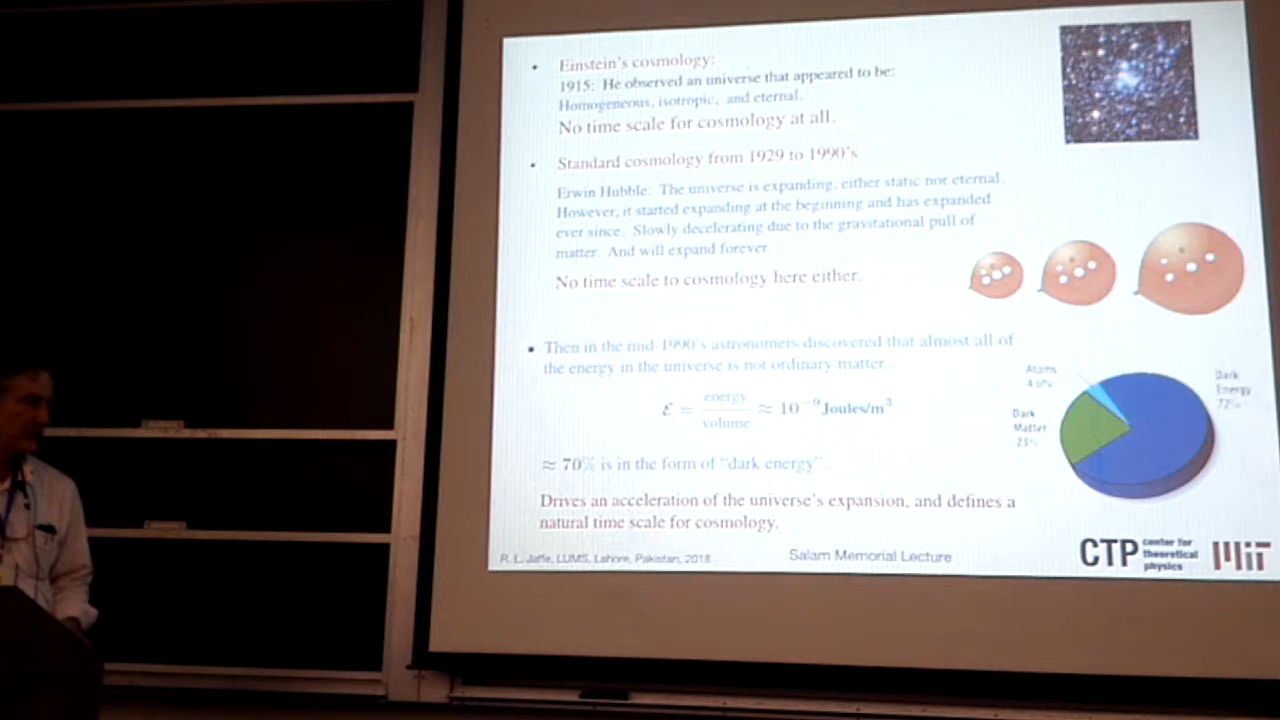 • Einstein's cosmology:
1915: He observed an universe that appeared to be:
Homogeneous, isotropic, and eternal.
No time scale for cosmology at all.
• Standard cosmology from 1929 to 1990's
Erwin Hubble: The universe is expanding, either static nor eternal.
However, it started expanding at the beginning and has expanded
ever since. Slowly decelerating due to the gravitational pull of
matter. And will expand forever.
No time scale to cosmology here either.
• Then in the mid-1990's astronomers discovered that almost all of
the energy in the universe is not ordinary matter...
ℰ = energy / volume ≈ 10⁻⁹ Joules/m³
≈ 70% is in the form of "dark energy".
Drives an acceleration of the universe's expansion, and defines a
natural time scale for cosmology.
Atoms
Dark
Matter
23%
Dark
Energy
72%
R. L. Jaffe, LUMS, Lahore, Pakistan, 2018
Salam Memorial Lecture
CTP center for
theoretical
physics
MIT